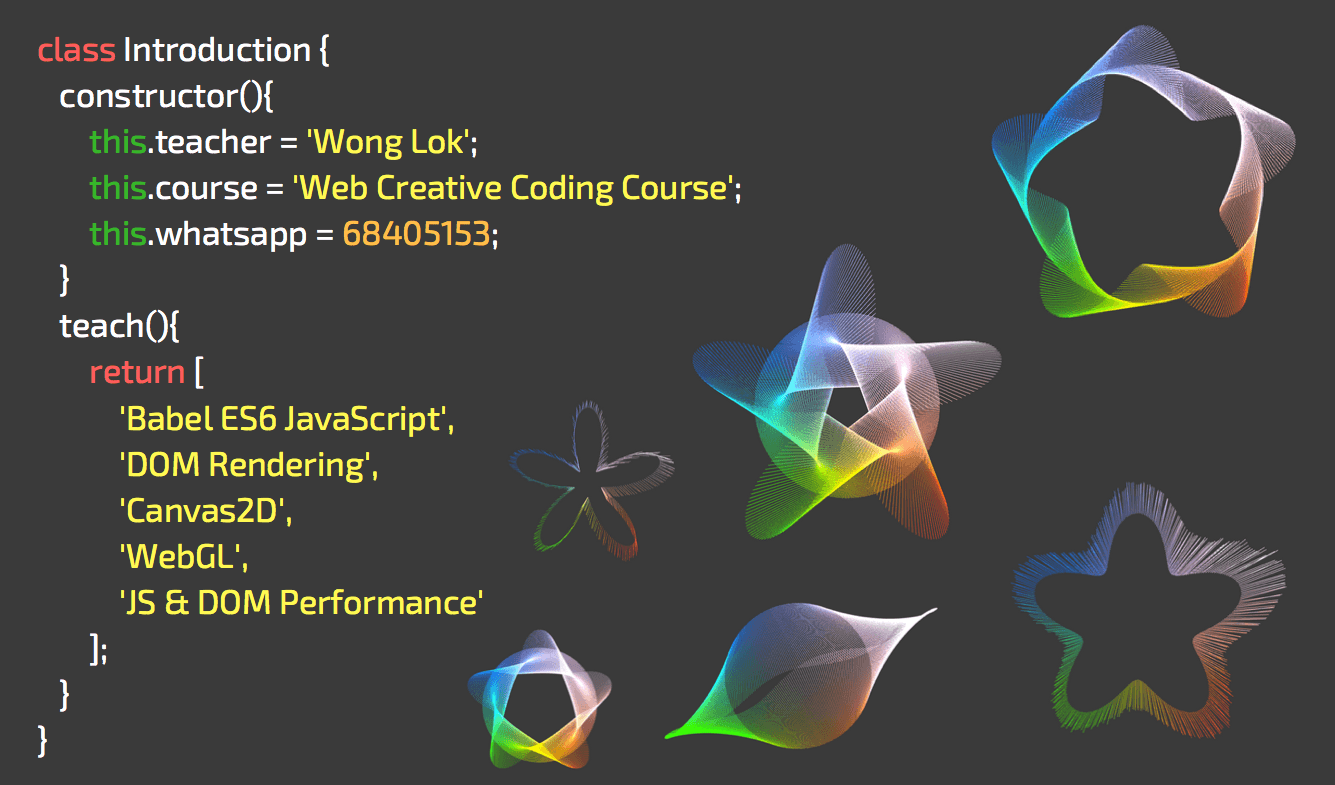 class Introduction {
constructor(){
this.teacher = 'Wong Lok';
this.course = 'Web Creative Coding Course';
this.whatsapp = 68405153;
}
teach(){
return [
'Babel ES6 JavaScript',
'DOM Rendering',
'Canvas2D',
'WebGL',
'JS & DOM Performance'
];
}
}